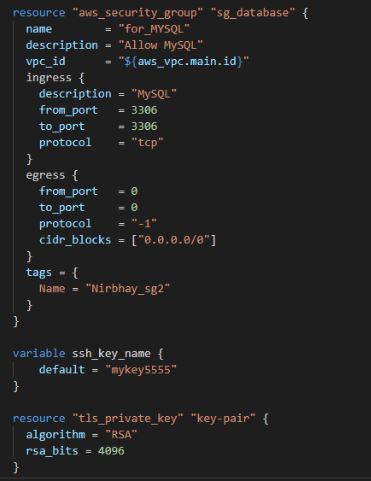 resource "aws_security_group" "sg_database" {
  name        = "for_MYSQL"
  description = "Allow MySQL"
  vpc_id      = "${aws_vpc.main.id}"
  ingress {
    description = "MySQL"
    from_port   = 3306
    to_port     = 3306
    protocol    = "tcp"
  }
  egress {
    from_port   = 0
    to_port     = 0
    protocol    = "-1"
    cidr_blocks = ["0.0.0.0/0"]
  }
  tags = {
    Name = "Nirbhay_sg2"
  }
}

variable ssh_key_name {
    default = "mykey5555"
}

resource "tls_private_key" "key-pair" {
  algorithm = "RSA"
  rsa_bits = 4096
}